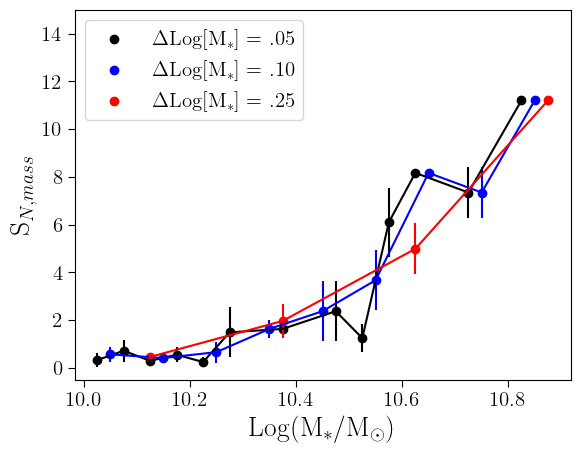 ΔLog[M*] = .05
ΔLog[M*] = .10
ΔLog[M*] = .25
14
12
10
8
6
4
2
0
S_{N,mass}
10.0 10.2 10.4 10.6 10.8
Log(M*/M⊙)